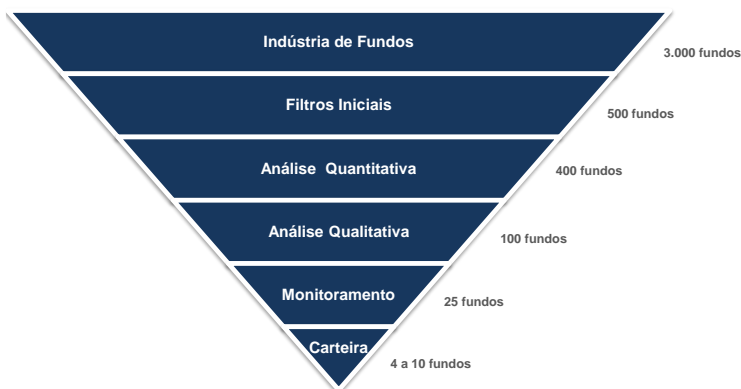 Indústria de Fundos
3.000 fundos
Filtros Iniciais
500 fundos
Análise Quantitativa
400 fundos
Análise Qualitativa
100 fundos
Monitoramento
25 fundos
Carteira
4 a 10 fundos